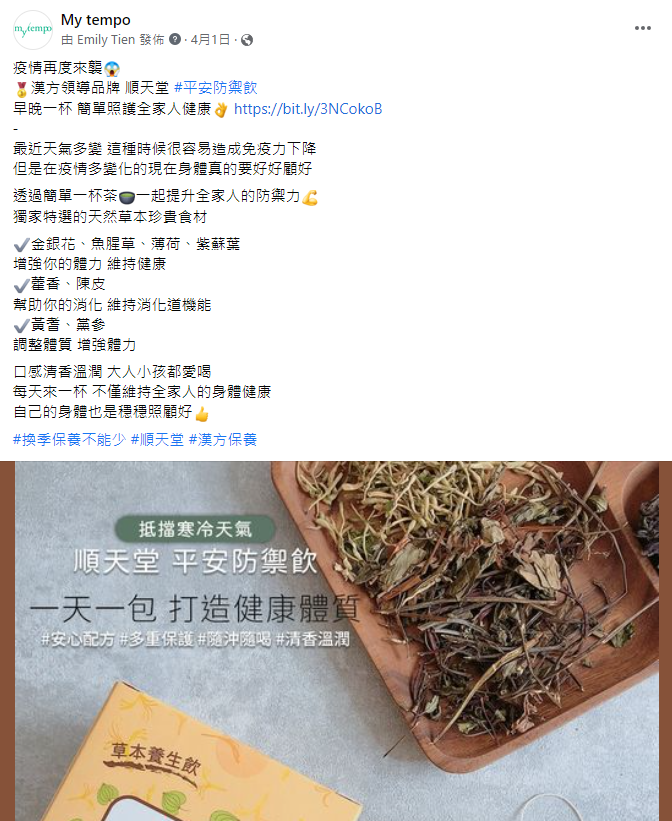 my tempo
My tempo
由 Emily Tien 發佈 · 4月1日 ·
疫情再度來襲😱
🏅漢方領導品牌 順天堂 #平安防禦飲
早晚一杯 簡單照護全家人健康👌 https://bit.ly/3NCokoB
-
最近天氣多變 這種時候很容易造成免疫力下降
但是在疫情多變化的現在身體真的要好好顧好
透過簡單一杯茶🍵一起提升全家人的防禦力💪
獨家特選的天然草本珍貴食材
✔金銀花、魚腥草、薄荷、紫蘇葉
增強你的體力 維持健康
✔藿香、陳皮
幫助你的消化 維持消化道機能
✔黃耆、黨參
調整體質 增強體力
口感清香溫潤 大人小孩都愛喝
每天來一杯 不僅維持全家人的身體健康
自己的身體也是穩穩照顧好👍
#換季保養不能少 #順天堂 #漢方保養
抵擋寒冷天氣
順天堂 平安防禦飲
一天一包 打造健康體質
#安心配方 #多重保護 #隨沖隨喝 #清香溫潤
草本養生飲